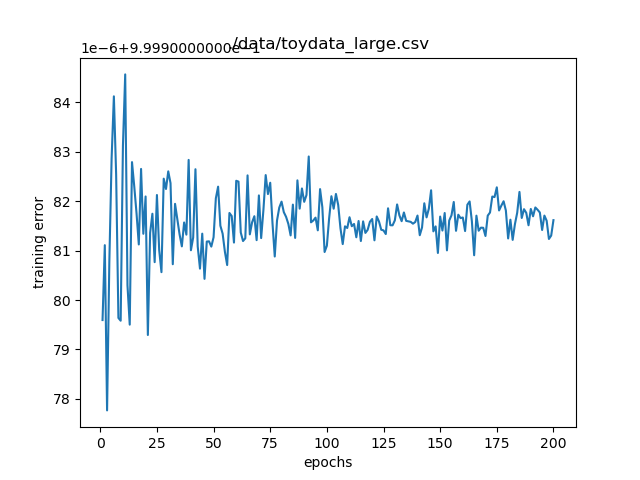 ./data/toydata_large.csv
1e-6+9.9990000000e-1
84
83
82
81
80
79
78
training error
0 25 50 75 100 125 150 175 200
epochs